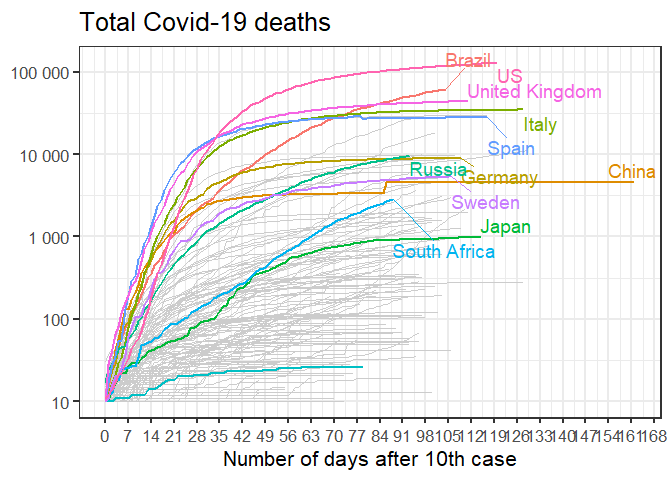 Total Covid-19 deaths
Brazil
100 000
US
United Kingdom
Italy
10 000
Spain
Russia
China
Germany
Sweden
1 000
Japan
South Africa
100
10
0 7 14 21 28 35 42 49 56 63 70 77 84 91 98 105 112 119 126 133 140 147 154 161 168
Number of days after 10th case